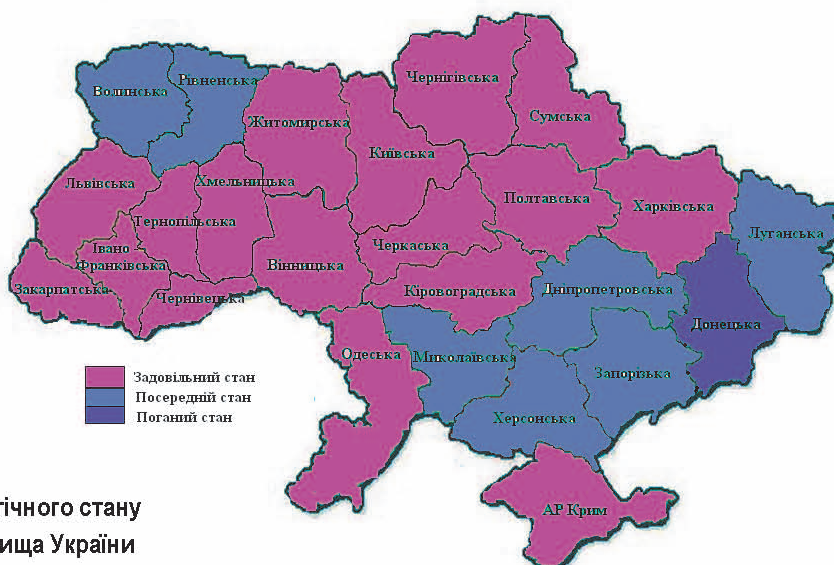 Чернігівська
Рівненська
Волинська
Сумська
Житомирська
Київська
Львівська
Хмельницька
Полтавська
Харківська
Тернопільська
Луганська
Івано
Франківська
Черкаська
Вінницька
Закарпатська
Чернівецька
Кіровоградська
Дніпропетровська
Донецька
Одеська
Миколаївська
Запорізька
Херсонська
АР Крим
Задовільний стан
Посередній стан
Поганий стан
гічного стану
ища України